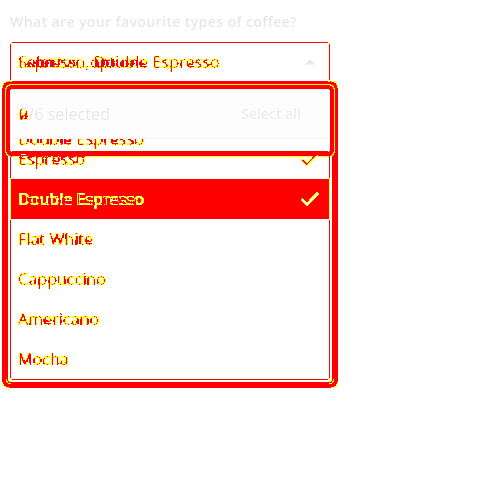 What are your favourite types of coffee?
Espresso, Double Espresso
/6 selected Select all
Double Espresso
Espresso
Double Espresso
Flat White
Cappuccino
Americano
Mocha